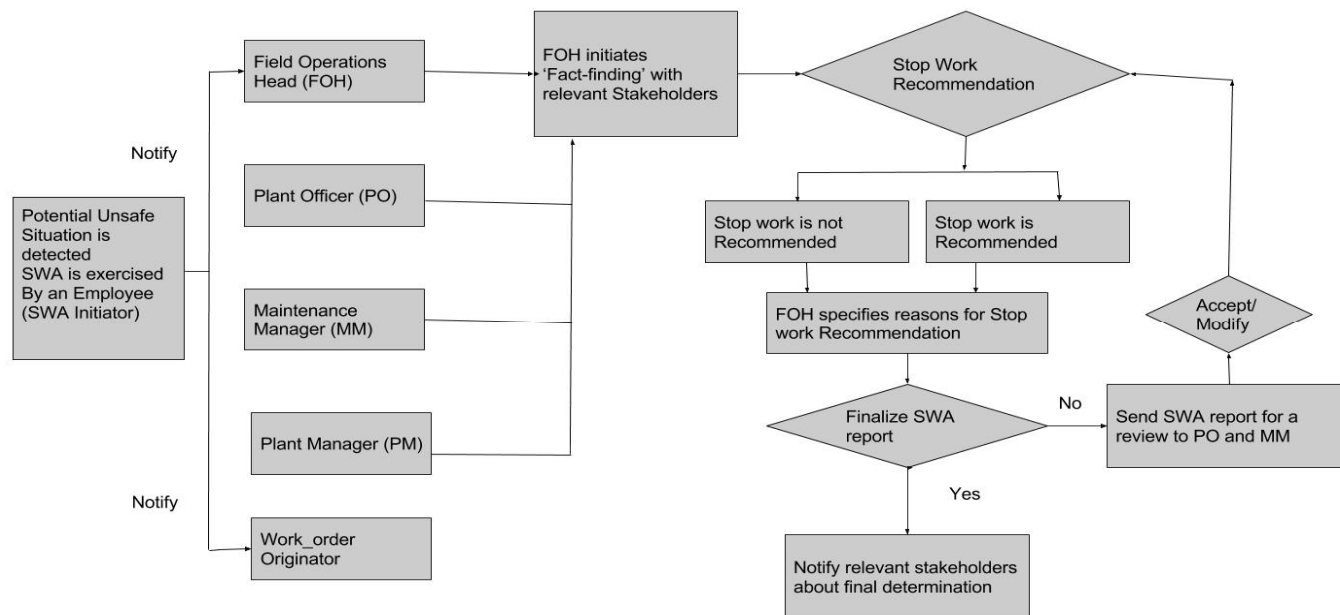 Potential Unsafe
Situation is
detected
SWA is exercised
By an Employee
(SWA Initiator)
Notify
Notify
Field Operations
Head (FOH)
Plant Officer (PO)
Maintenance
Manager (MM)
Plant Manager (PM)
Work_order
Originator
FOH initiates
‘Fact-finding’ with
relevant Stakeholders
Stop Work
Recommendation
Stop work is not
Recommended
Stop work is
Recommended
FOH specifies reasons for Stop
work Recommendation
Finalize SWA
report
No
Send SWA report for a
review to PO and MM
Accept/
Modify
Yes
Notify relevant stakeholders
about final determination